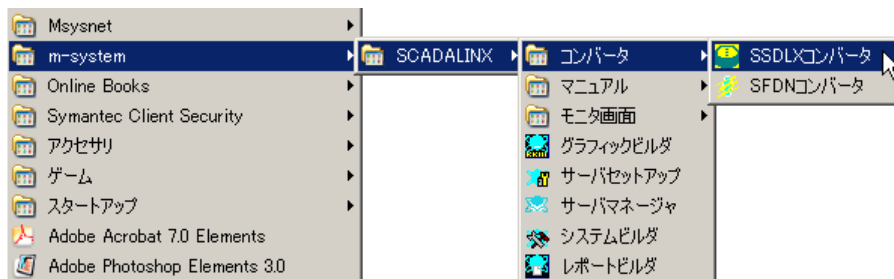 Msysnet
m-system
Online Books
Symantec Client Security
アクセサリ
ゲーム
スタートアップ
Adobe Acrobat 7.0 Elements
Adobe Photoshop Elements 3.0
SCADALINX
コンバータ
マニュアル
モニタ画面
グラフィックビルダ
サーバセットアップ
サーバマネージャ
システムビルダ
レポートビルダ
SSDLXコンバータ
SFDNコンバータ